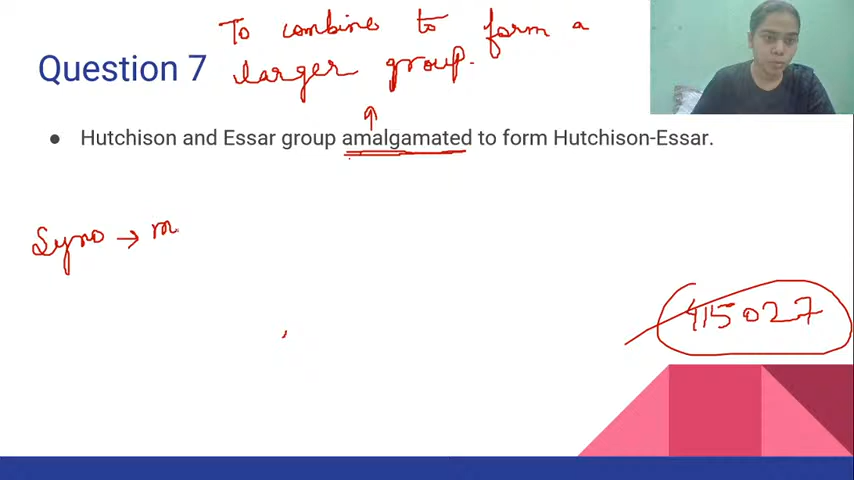 To combine to form a
Question 7
larger group.
● Hutchison and Essar group amalgamated to form Hutchison-Essar.
Syno → m
415027